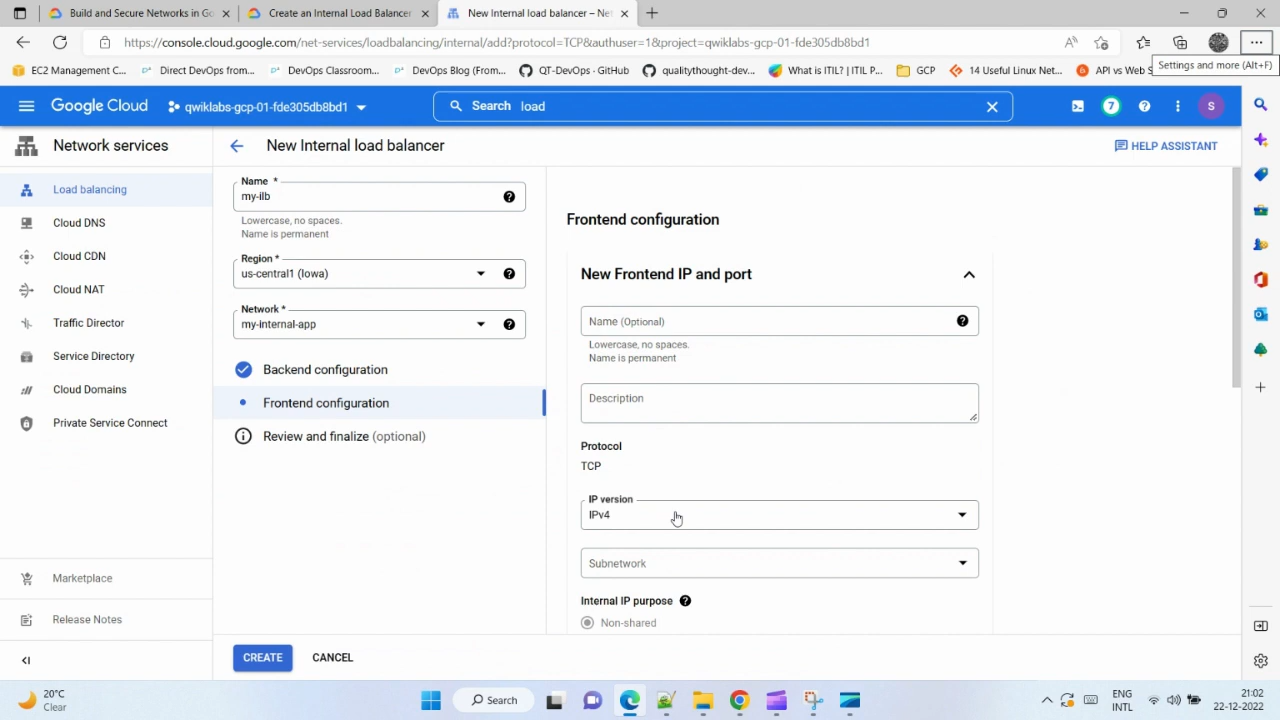 Build and Secure Networks in Go
Create an Internal Load Balancer
New Internal load balancer – Net
https://console.cloud.google.com/net-services/loadbalancing/internal/add?protocol=TCP&authuser=1&project=qwiklabs-gcp-01-fde305db8bd1
EC2 Management C...
Direct DevOps from...
DevOps Classroom...
DevOps Blog (From...
QT-DevOps · GitHub
qualitythought-dev...
What is ITIL? | ITIL P...
GCP
14 Useful Linux Net...
API vs Web S
Settings and more (Alt+F)
Google Cloud
qwiklabs-gcp-01-fde305db8bd1
Search load
7
S
Network services
New Internal load balancer
HELP ASSISTANT
Load balancing
Cloud DNS
Cloud CDN
Cloud NAT
Traffic Director
Service Directory
Cloud Domains
Private Service Connect
Marketplace
Release Notes
Name *
my-ilb
Lowercase, no spaces.
Name is permanent
Region *
us-central1 (Iowa)
Network *
my-internal-app
Backend configuration
Frontend configuration
Review and finalize (optional)
Frontend configuration
New Frontend IP and port
Name (Optional)
Lowercase, no spaces.
Name is permanent
Description
Protocol
TCP
IP version
IPv4
Subnetwork
Internal IP purpose
Non-shared
CREATE
CANCEL
20°C
Clear
Search
ENG
INTL
21:02
22-12-2022